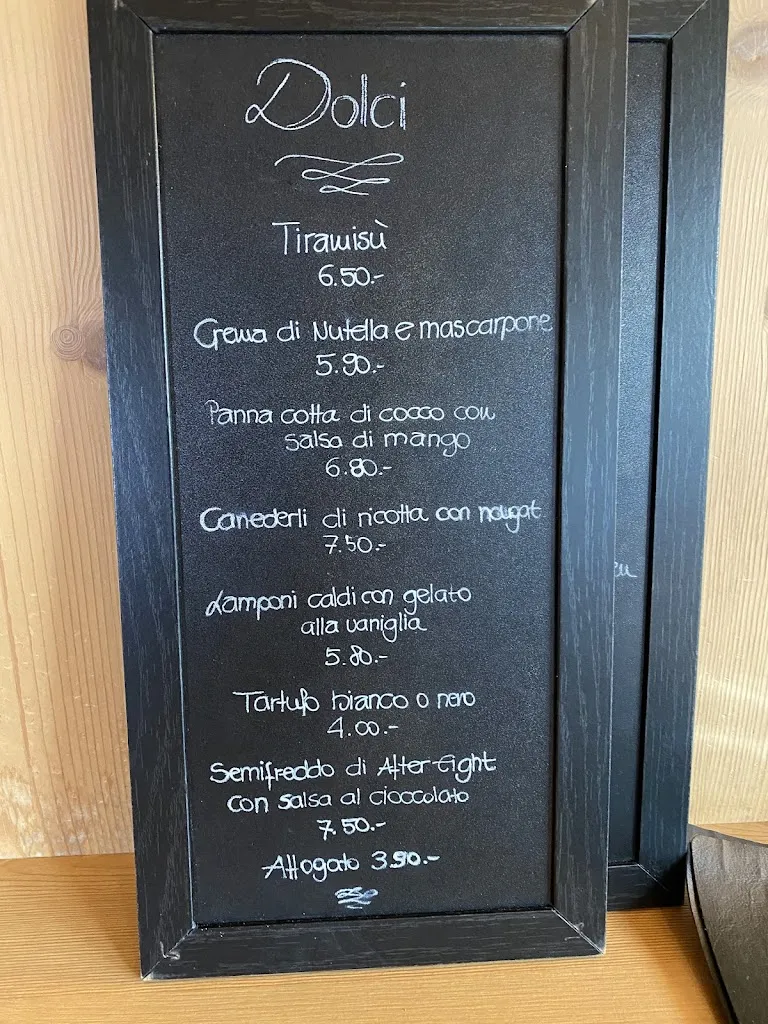 Dolci
Tiramisù
6.50.-
Crema di Nutella e mascarpone
5.90.-
Panna cotta di cocco con
salsa di mango
6.80.-
Canederli di ricotta con nougat
7.50.-
Lamponi caldi con gelato
alla vaniglia
5.80.-
Tartufo bianco o nero
4.00.-
Semifreddo di After-Eight
con salsa al cioccolato
7.50.-
Affogato 3.90.-